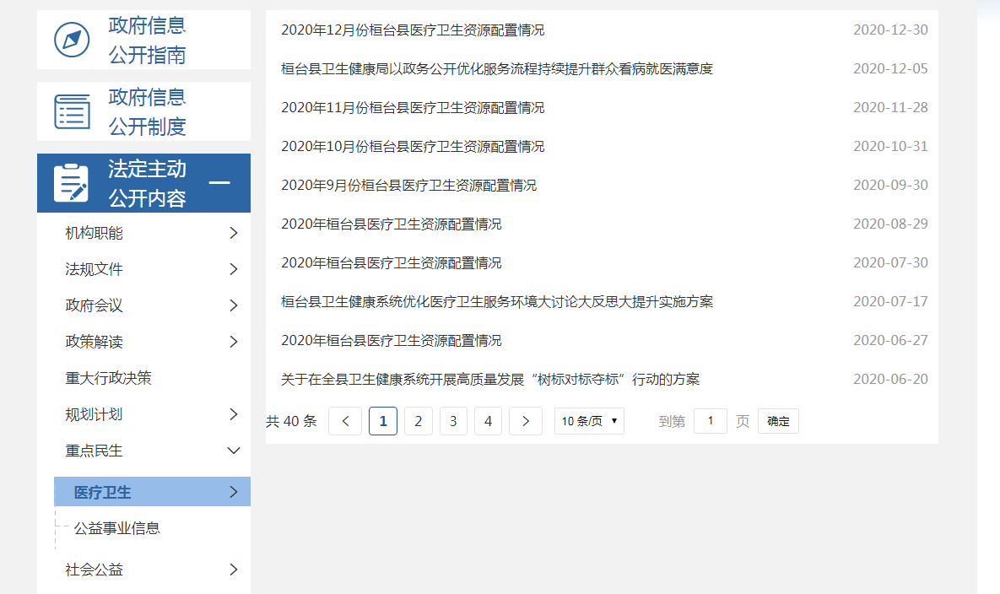 政府信息
公开指南
政府信息
公开制度
法定主动
公开内容
机构职能
法规文件
政府会议
政策解读
重大行政决策
规划计划
重点民生
医疗卫生
公益事业信息
社会公益
2020年12月份桓台县医疗卫生资源配置情况 2020-12-30
桓台县卫生健康局以政务公开优化服务流程持续提升群众看病就医满意度 2020-12-05
2020年11月份桓台县医疗卫生资源配置情况 2020-11-28
2020年10月份桓台县医疗卫生资源配置情况 2020-10-31
2020年9月份桓台县医疗卫生资源配置情况 2020-09-30
2020年桓台县医疗卫生资源配置情况 2020-08-29
2020年桓台县医疗卫生资源配置情况 2020-07-30
桓台县卫生健康系统优化医疗卫生服务环境大讨论大反思大提升实施方案 2020-07-17
2020年桓台县医疗卫生资源配置情况 2020-06-27
关于在全县卫生健康系统开展高质量发展“树标对标夺标”行动的方案 2020-06-20
共 40 条 < 1 2 3 4 > 10 条/页 到第 1 页 确定